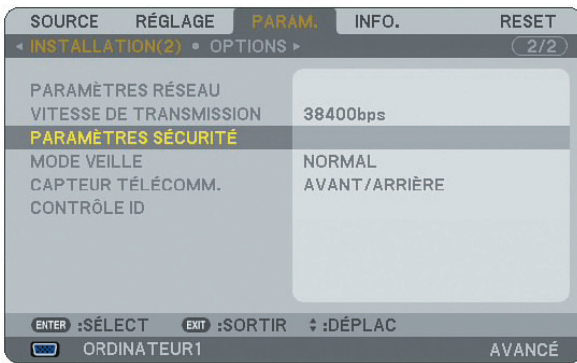 SOURCE RÉGLAGE PARAM. INFO. RESET
INSTALLATION(2) • OPTIONS 2/2
PARAMÈTRES RÉSEAU
VITESSE DE TRANSMISSION 38400bps
PARAMÈTRES SÉCURITÉ
MODE VEILLE NORMAL
CAPTEUR TÉLÉCOMM. AVANT/ARRIÈRE
CONTRÔLE ID
ENTER :SÉLECT EXIT :SORTIR :DÉPLAC
ORDINATEUR1 AVANCÉ